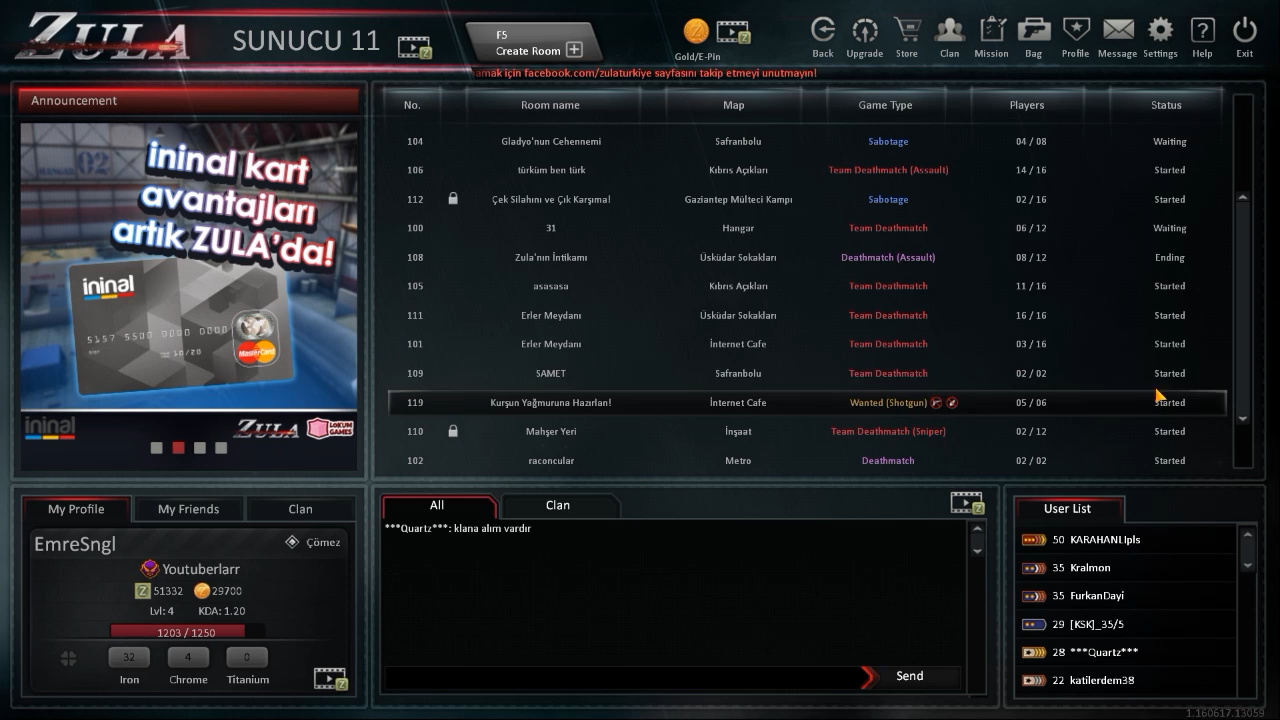 ZULA
SUNUCU 11
F5
Create Room
Gold/E-Pin
Back
Upgrade
Store
Clan
Mission
Bag
Profile
Message
Settings
Help
Exit
amak için facebook.com/zulaturkiye sayfasını takip etmeyi unutmayın!
Announcement
ininal kart
avantajları
artık ZULA'da!
ininal
5157 5500 0000 0000
10/20
MasterCard
ininal
ZULA
LOKUM GAMES
No. Room name Map Game Type Players Status
104 Gladyo'nun Cehennemi Safranbolu Sabotage 04 / 08 Waiting
106 türküm ben türk Kıbrıs Açıkları Team Deathmatch (Assault) 14 / 16 Started
112 Çek Silahını ve Çık Karşıma! Gaziantep Mülteci Kampı Sabotage 02 / 16 Started
100 31 Hangar Team Deathmatch 06 / 12 Waiting
108 Zula'nın İntikamı Üsküdar Sokakları Deathmatch (Assault) 08 / 12 Ending
105 asasasa Kıbrıs Açıkları Team Deathmatch 11 / 16 Started
111 Erler Meydanı Üsküdar Sokakları Team Deathmatch 16 / 16 Started
101 Erler Meydanı İnternet Cafe Team Deathmatch 03 / 16 Started
109 SAMET Safranbolu Team Deathmatch 02 / 02 Started
119 Kurşun Yağmuruna Hazırlan! İnternet Cafe Wanted (Shotgun) 05 / 06 Started
110 Mahşer Yeri İnşaat Team Deathmatch (Sniper) 02 / 12 Started
102 raconcular Metro Deathmatch 02 / 02 Started
My Profile
My Friends
Clan
EmreSngl
Çömez
Youtuberlarr
51332
29700
Lvl: 4
KDA: 1.20
1203 / 1250
32
4
0
Iron
Chrome
Titanium
All
Clan
***Quartz***: klana alım vardır
Send
User List
50 KARAHANLIpls
35 Kralmon
35 FurkanDayi
29 [KSK]_35/5
28 ***Quartz***
22 katilerdem38
1.160617.13059